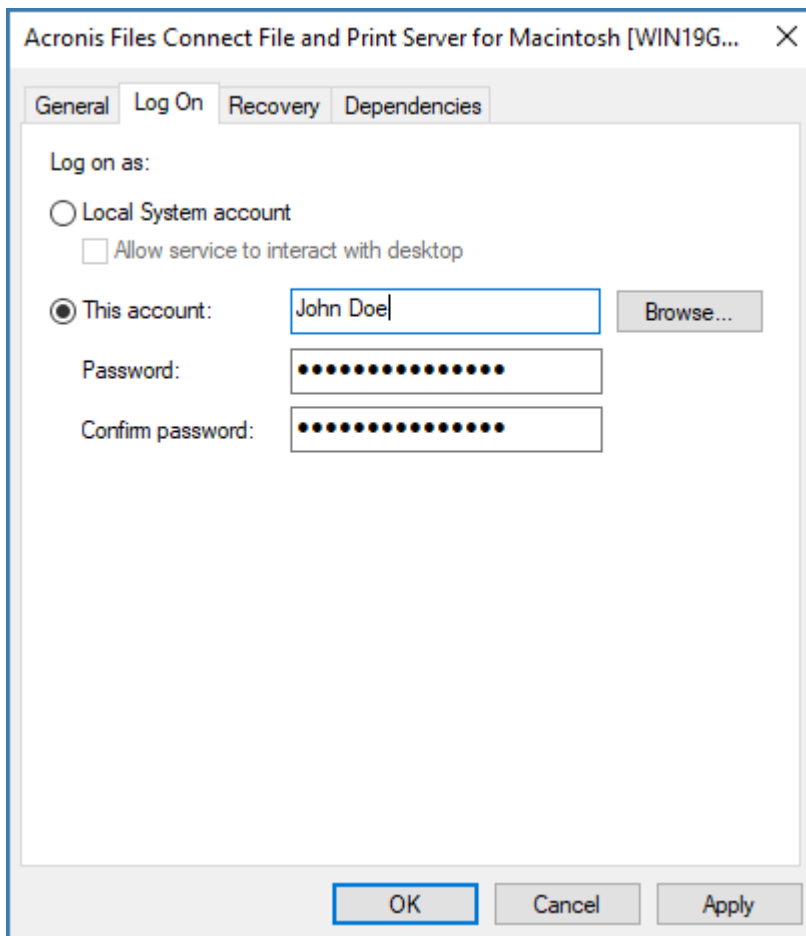 Acronis Files Connect File and Print Server for Macintosh [WIN19G...
General Log On Recovery Dependencies
Log on as:
Local System account
Allow service to interact with desktop
This account: John Doe Browse...
Password: ●●●●●●●●●●●●●●●
Confirm password: ●●●●●●●●●●●●●●●
OK Cancel Apply